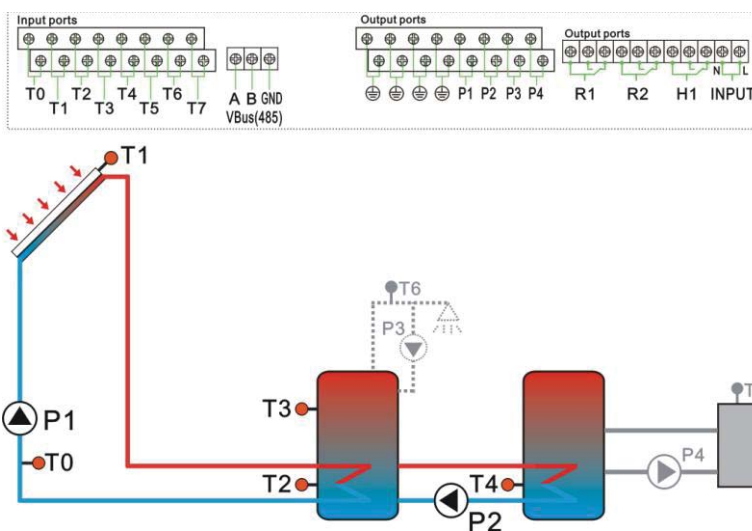 Input ports
T0 T2 T4 T6
T1 T3 T5 T7
A B GND
VBus(485)
Output ports
P1 P2 P3 P4
Output ports
N L
R1 R2 H1 INPUT
T1
T6
P3
T3
P1
T0
T2
T4
P2
P4